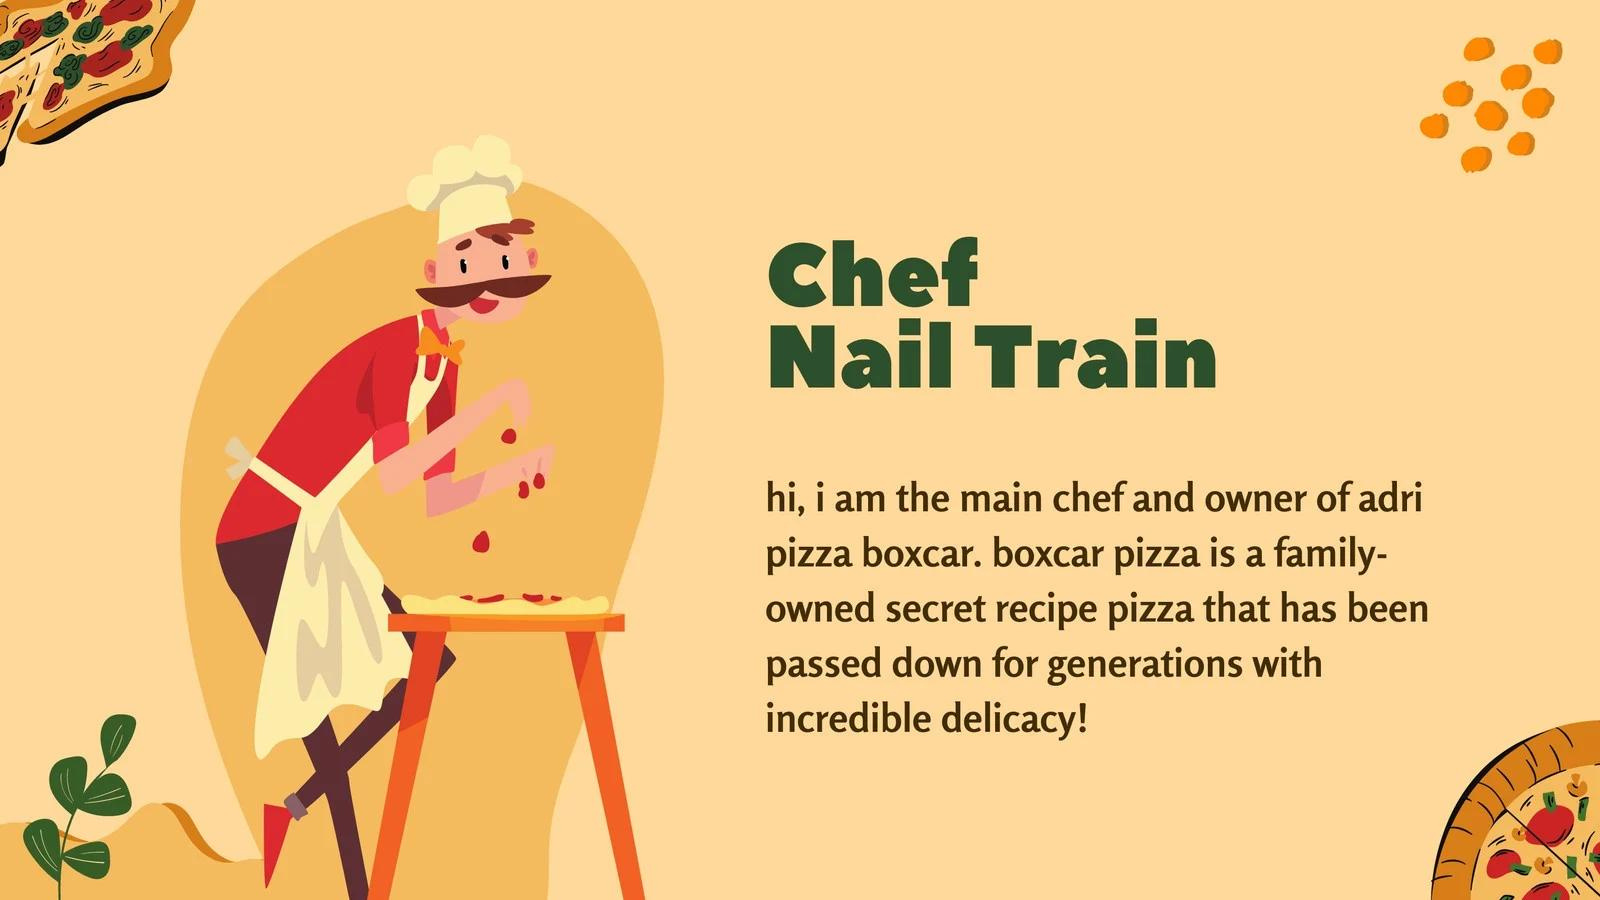 Chef
Nail Train
hi, i am the main chef and owner of adri
pizza boxcar. boxcar pizza is a family-
owned secret recipe pizza that has been
passed down for generations with
incredible delicacy!